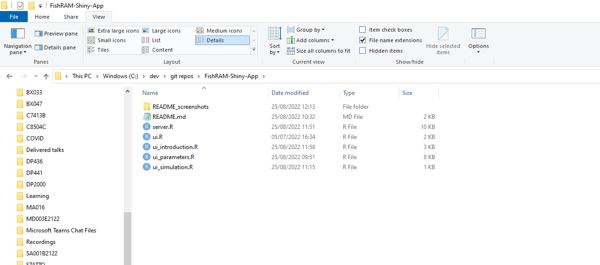 FishRAM-Shiny-App
File Home Share View
Navigation pane
Preview pane
Details pane
Extra large icons Large icons Medium icons
Small icons List Details
Tiles Content
Sort by
Group by
Add columns
Size all columns to fit
Item check boxes
File name extensions
Hidden items
Hide selected items
Options
Panes Layout Current view Show/hide
This PC > Windows (C:) > dev > git repos > FishRAM-Shiny-App >
BX033
BX047
C7413B
C8504C
COVID
Delivered talks
DP436
DP441
DP2000
Learning
MA016
MD003E2122
Microsoft Teams Chat Files
Recordings
SA001B2122
Name Date modified Type Size
README_screenshots 25/08/2022 12:13 File folder
README.md 25/08/2022 10:32 MD File 2 KB
server.R 25/08/2022 11:51 R File 10 KB
ui.R 05/07/2022 16:34 R File 2 KB
ui_introduction.R 25/08/2022 11:58 R File 3 KB
ui_parameters.R 25/08/2022 09:51 R File 8 KB
ui_simulation.R 25/08/2022 11:15 R File 1 KB